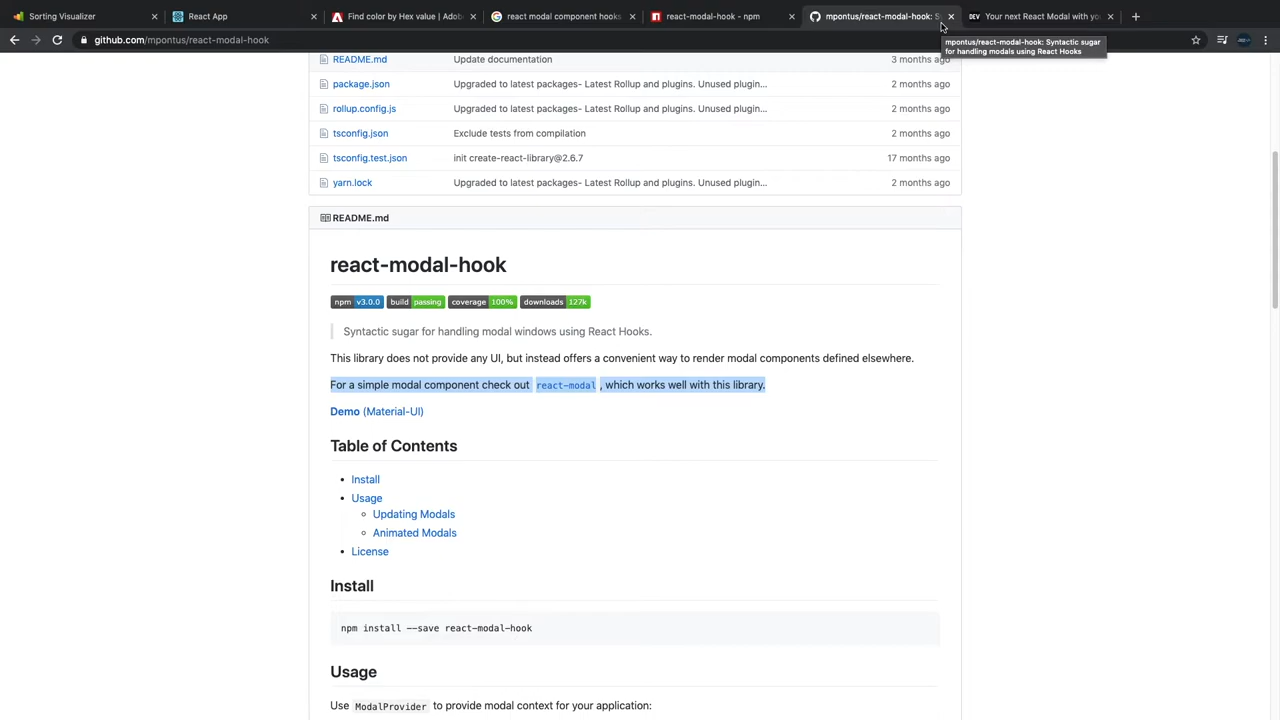 Sorting Visualizer
React App
Find color by Hex value | Adob
react modal component hooks
react-modal-hook - npm
mpontus/react-modal-hook: S
Your next React Modal with yo
github.com/mpontus/react-modal-hook
mpontus/react-modal-hook: Syntactic sugar
for handling modals using React Hooks
README.md Update documentation 3 months ago
package.json Upgraded to latest packages- Latest Rollup and plugins. Unused plugin... 2 months ago
rollup.config.js Upgraded to latest packages- Latest Rollup and plugins. Unused plugin... 2 months ago
tsconfig.json Exclude tests from compilation 2 months ago
tsconfig.test.json init create-react-library@2.6.7 17 months ago
yarn.lock Upgraded to latest packages- Latest Rollup and plugins. Unused plugin... 2 months ago
README.md
react-modal-hook
npm v3.0.0 build passing coverage 100% downloads 127k
Syntactic sugar for handling modal windows using React Hooks.
This library does not provide any UI, but instead offers a convenient way to render modal components defined elsewhere.
For a simple modal component check out react-modal , which works well with this library.
Demo (Material-UI)
Table of Contents
• Install
• Usage
◦ Updating Modals
◦ Animated Modals
• License
Install
npm install --save react-modal-hook
Usage
Use ModalProvider to provide modal context for your application: